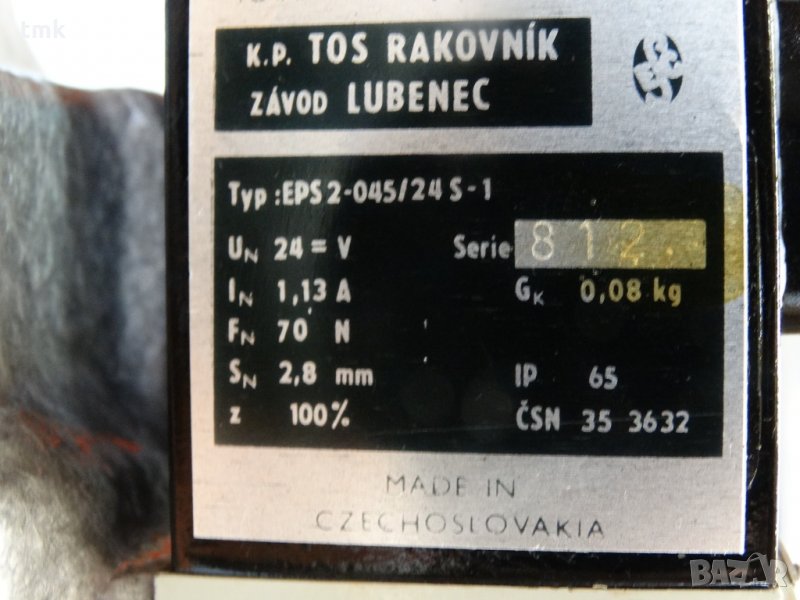 tmk
K.P. TOS RAKOVNÍK
ZÁVOD LUBENEC
Typ :EPS 2-045/24 S-1
UN 24 = V Serie 812.
IN 1,13 A GK 0,08 kg
FN 70 N
SN 2,8 mm IP 65
z 100% ČSN 35 3632
MADE IN
CZECHOSLOVAKIA
BAZAR